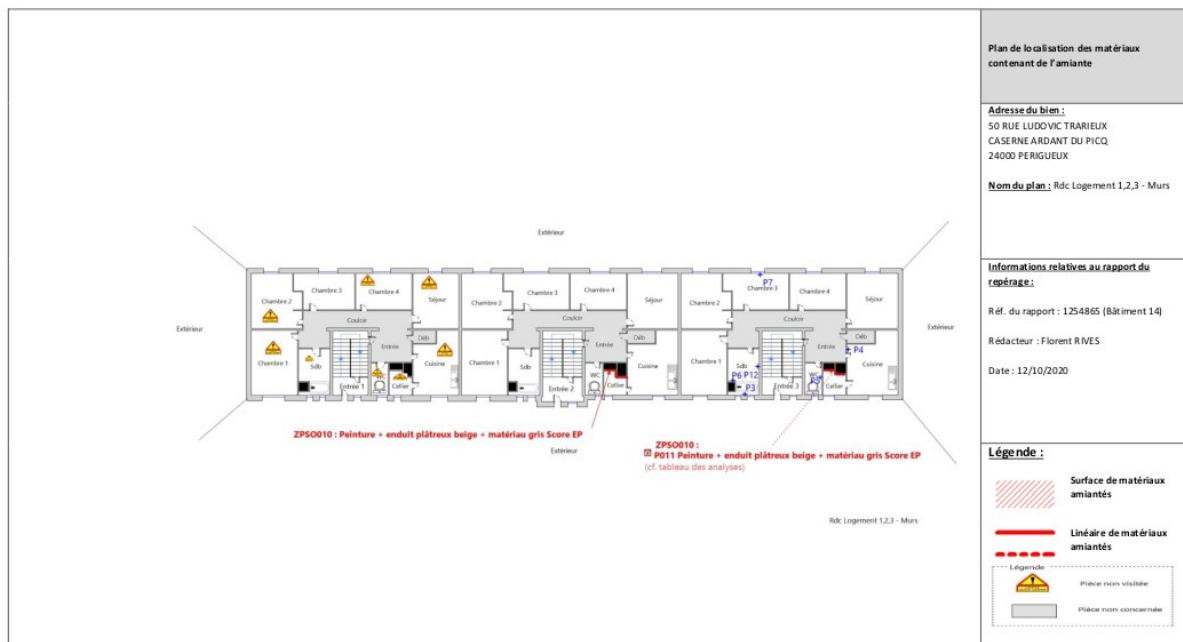 Plan de localisation des matériaux
contenant de l'amiante
Adresse du bien :
50 RUE LUDOVIC TRARIEUX
CASERNE ARDANT DU PICQ
24000 PERIGUEUX
Nom du plan : Rdc Logement 1,2,3 - Murs
Informations relatives au rapport du
repérage :
Réf. du rapport : 1254865 (Bâtiment 14)
Rédacteur : Florent RIVES
Date : 12/10/2020
Légende :
Surface de matériaux
amiantés
Linéaire de matériaux
amiantés
Légende
Pièce non visitée
Pièce non concernée
Extérieur
Extérieur
Extérieur
Extérieur
Chambre 2
Chambre 3
Chambre 4
Séjour
Couloir
Entrée
Déb
Chambre 1
Sdb
Entrée 1
WC
Cellier
Cuisine
Chambre 2
Chambre 3
Chambre 4
Séjour
Couloir
Entrée
Déb
Chambre 1
Sdb
Entrée 2
WC
Cellier
Cuisine
Chambre 2
Chambre 3
P7
Chambre 4
Séjour
Couloir
Entrée
Déb
P4
Chambre 1
Sdb
P6 P12
P3
Entrée 3
WC
P5
Cellier
Cuisine
ZPSO010 : Peinture + enduit plâtreux beige + matériau gris Score EP
ZPSO010 :
P011 Peinture + enduit plâtreux beige + matériau gris Score EP
(cf. tableau des analyses)
Rdc Logement 1,2,3 - Murs